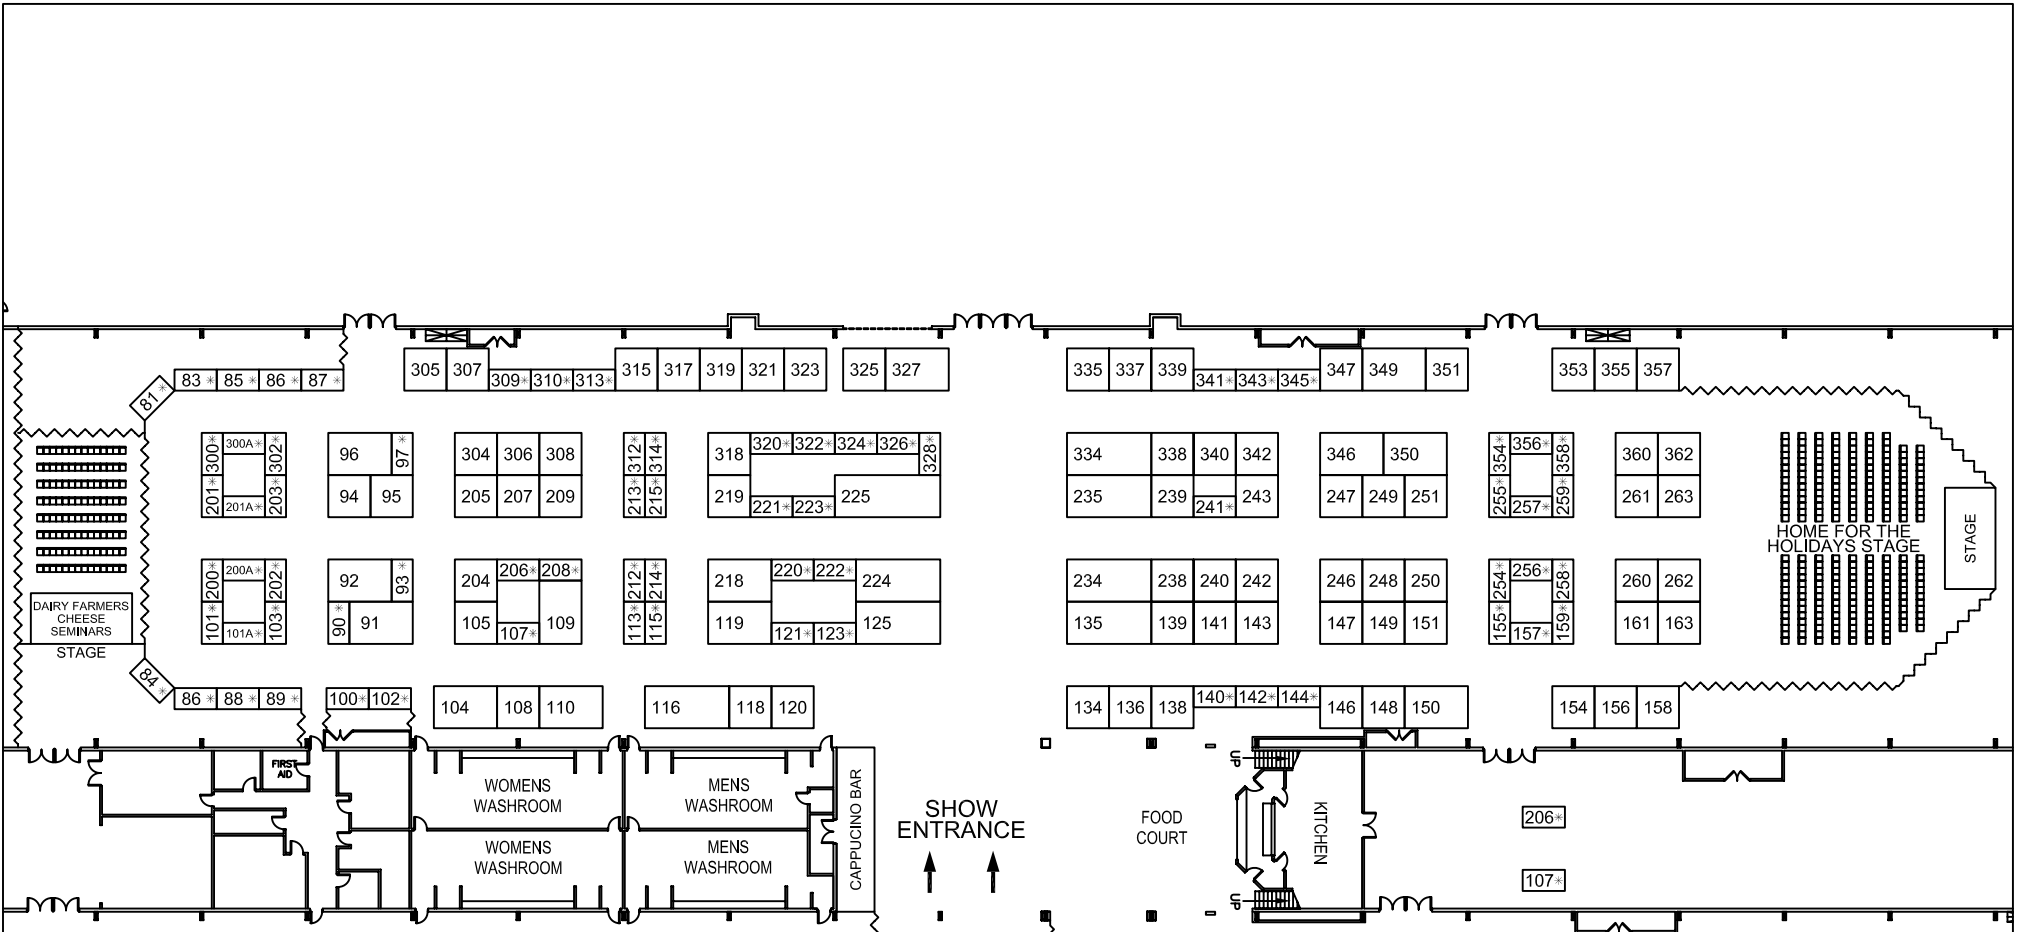 305 307 309* 310* 313* 315 317 319 321 323 325 327 335 337 339 341* 343* 345* 347 349 351 353 355 357
81* 83* 85* 86* 87*
300* 300A* 302* 96 97* 304 306 308 312* 314* 318 320* 322* 324* 326* 328* 334 338 340 342 346 350 354* 356* 358* 360 362
201* 201A* 203* 94 95 205 207 209 213* 215* 219 221* 223* 225 235 239 241* 243 247 249 251 255* 257* 259* 261 263
HOME FOR THE
HOLIDAYS STAGE
STAGE
200* 200A* 202* 92 93* 204 206* 208* 212* 214* 218 220* 222* 224 234 238 240 242 246 248 250 254* 256* 258* 260 262
101* 101A* 103* 90* 91 105 107* 109 113* 115* 119 121* 123* 125 135 139 141 143 147 149 151 155* 157* 159* 161 163
DAIRY FARMERS
CHEESE
SEMINARS
STAGE
84* 86* 88* 89* 100* 102* 104 108 110 116 118 120 134 136 138 140* 142* 144* 146 148 150 154 156 158
FIRST
AID
WOMENS
WASHROOM
MENS
WASHROOM
WOMENS
WASHROOM
MENS
WASHROOM
CAPPUCINO BAR
SHOW
ENTRANCE
FOOD
COURT
UP
UP
KITCHEN
206*
107*